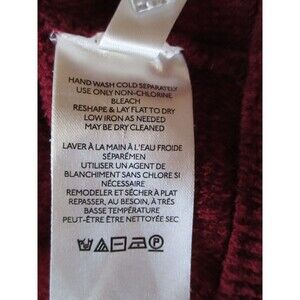 HAND WASH COLD SEPARATELY
USE ONLY NON-CHLORINE
BLEACH
RESHAPE & LAY FLAT TO DRY
LOW IRON AS NEEDED
MAY BE DRY CLEANED
LAVER À LA MAIN À L'EAU FROIDE
SÉPARÉMEN
UTILISER UN AGENT DE
BLANCHIMENT SANS CHLORE SI
NÉCESSAIRE
REMODELER ET SÉCHER À PLAT
REPASSER, AU BESOIN, À TRÈS
BASSE TEMPÉRATURE
PEUT-ÊTRE ÊTRE NETTOYÉE SEC
P